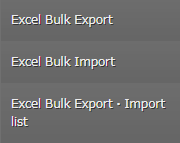 Excel Bulk Export
Excel Bulk Import
Excel Bulk Export - Import
list